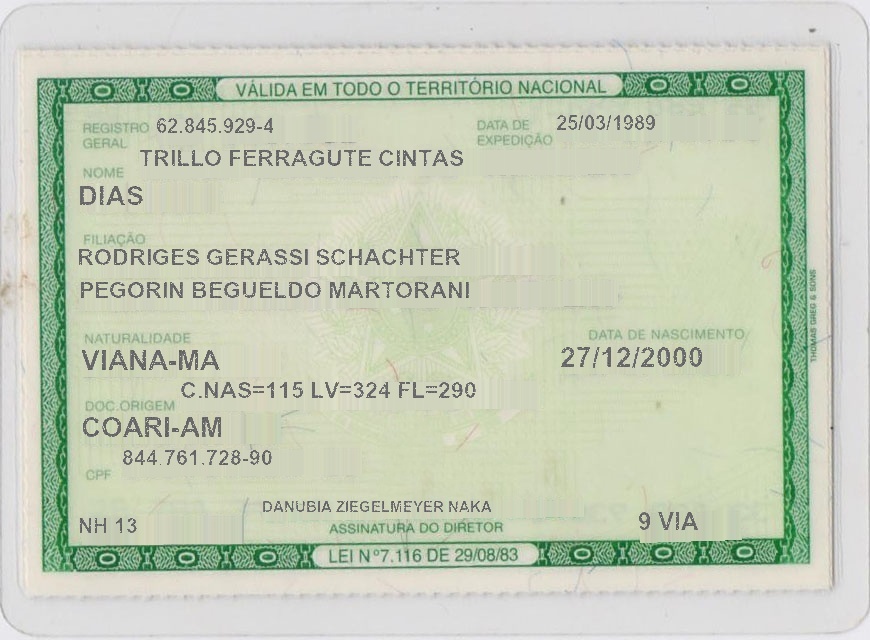 VÁLIDA EM TODO O TERRITÓRIO NACIONAL
REGISTRO GERAL 62.845.929-4 DATA DE EXPEDIÇÃO 25/03/1989
NOME TRILLO FERRAGUTE CINTAS
DIAS
FILIAÇÃO
RODRIGES GERASSI SCHACHTER
PEGORIN BEGUELDO MARTORANI
NATURALIDADE DATA DE NASCIMENTO
VIANA-MA 27/12/2000
C.NAS=115 LV=324 FL=290
DOC.ORIGEM
COARI-AM
844.761.728-90
CPF
DANUBIA ZIEGELMEYER NAKA
NH 13 ASSINATURA DO DIRETOR 9 VIA
LEI Nº7.116 DE 29/08/83
THOMAS GREG & SONS